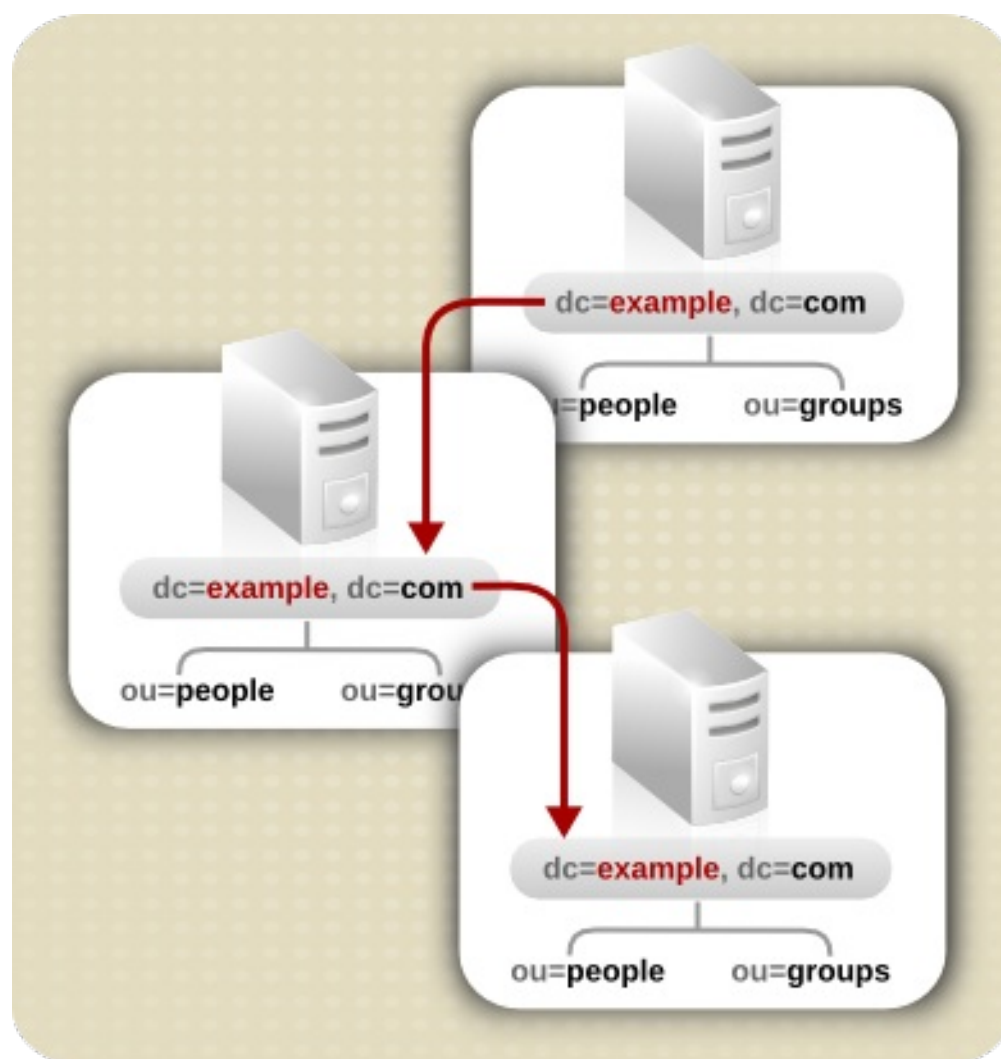 dc=example, dc=com
=people ou=groups
dc=example, dc=com
ou=people ou=grou
dc=example, dc=com
ou=people ou=groups